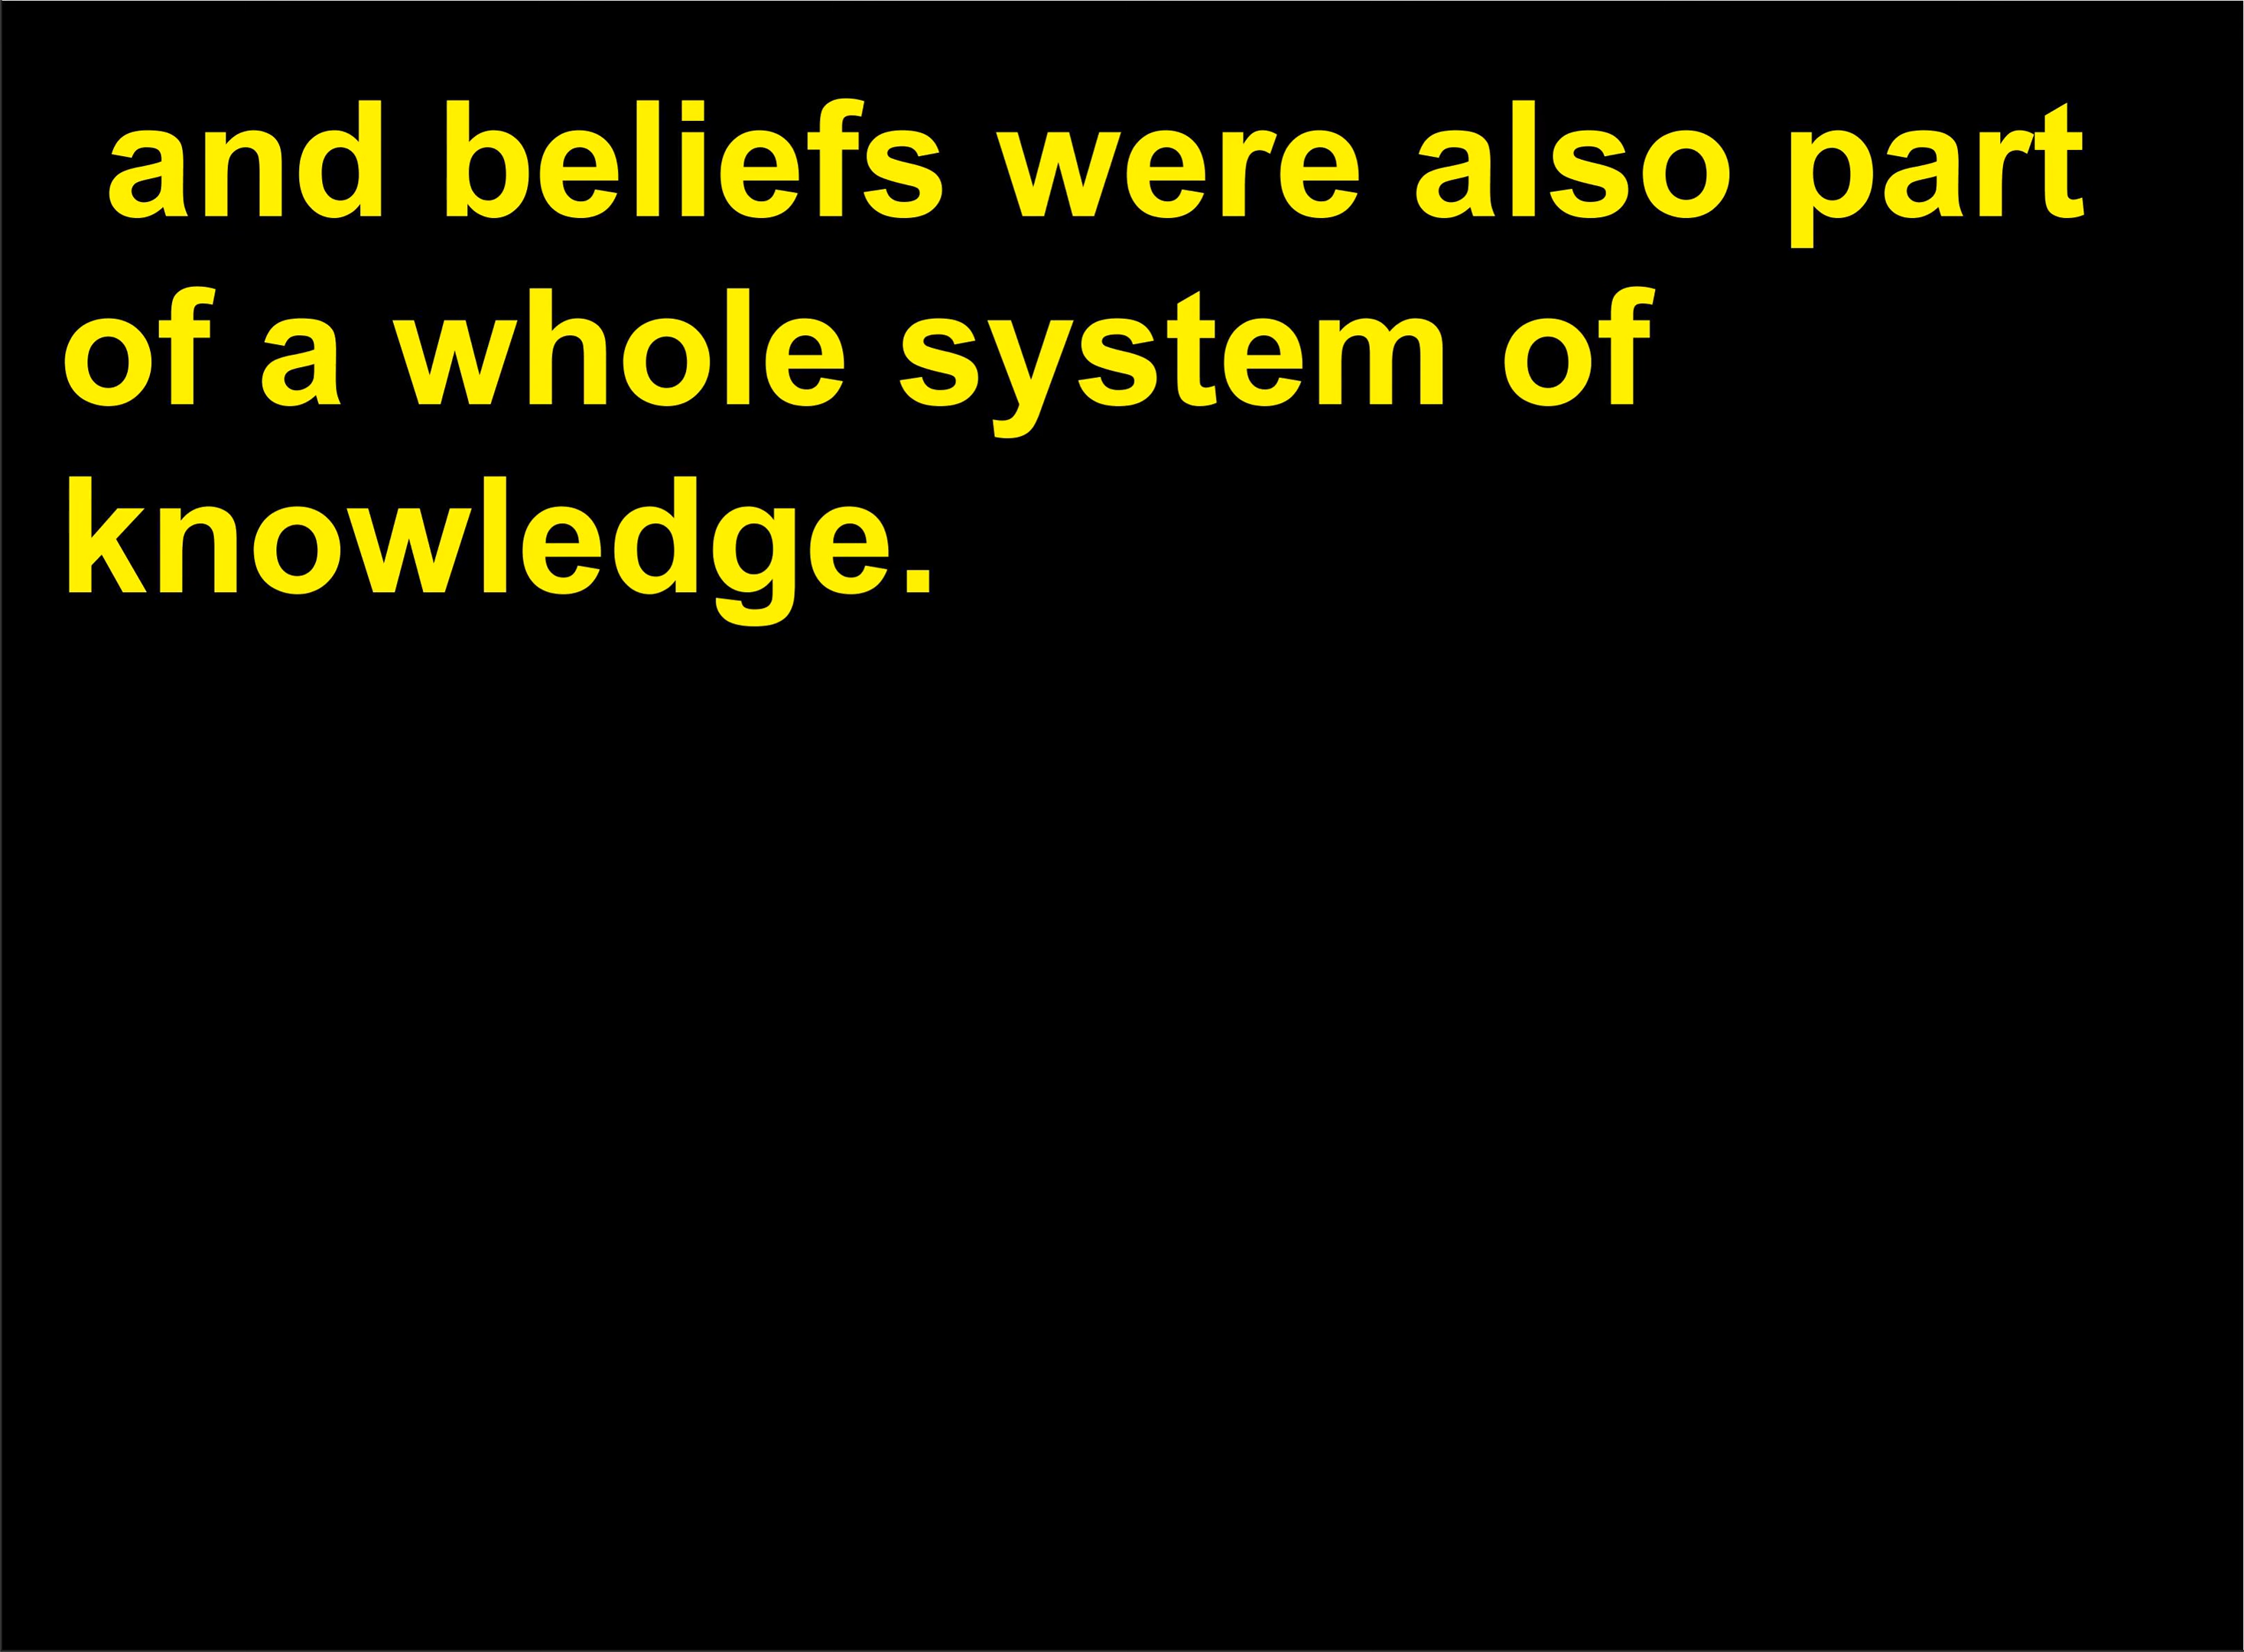 and beliefs were also part
of a whole system of
knowledge.